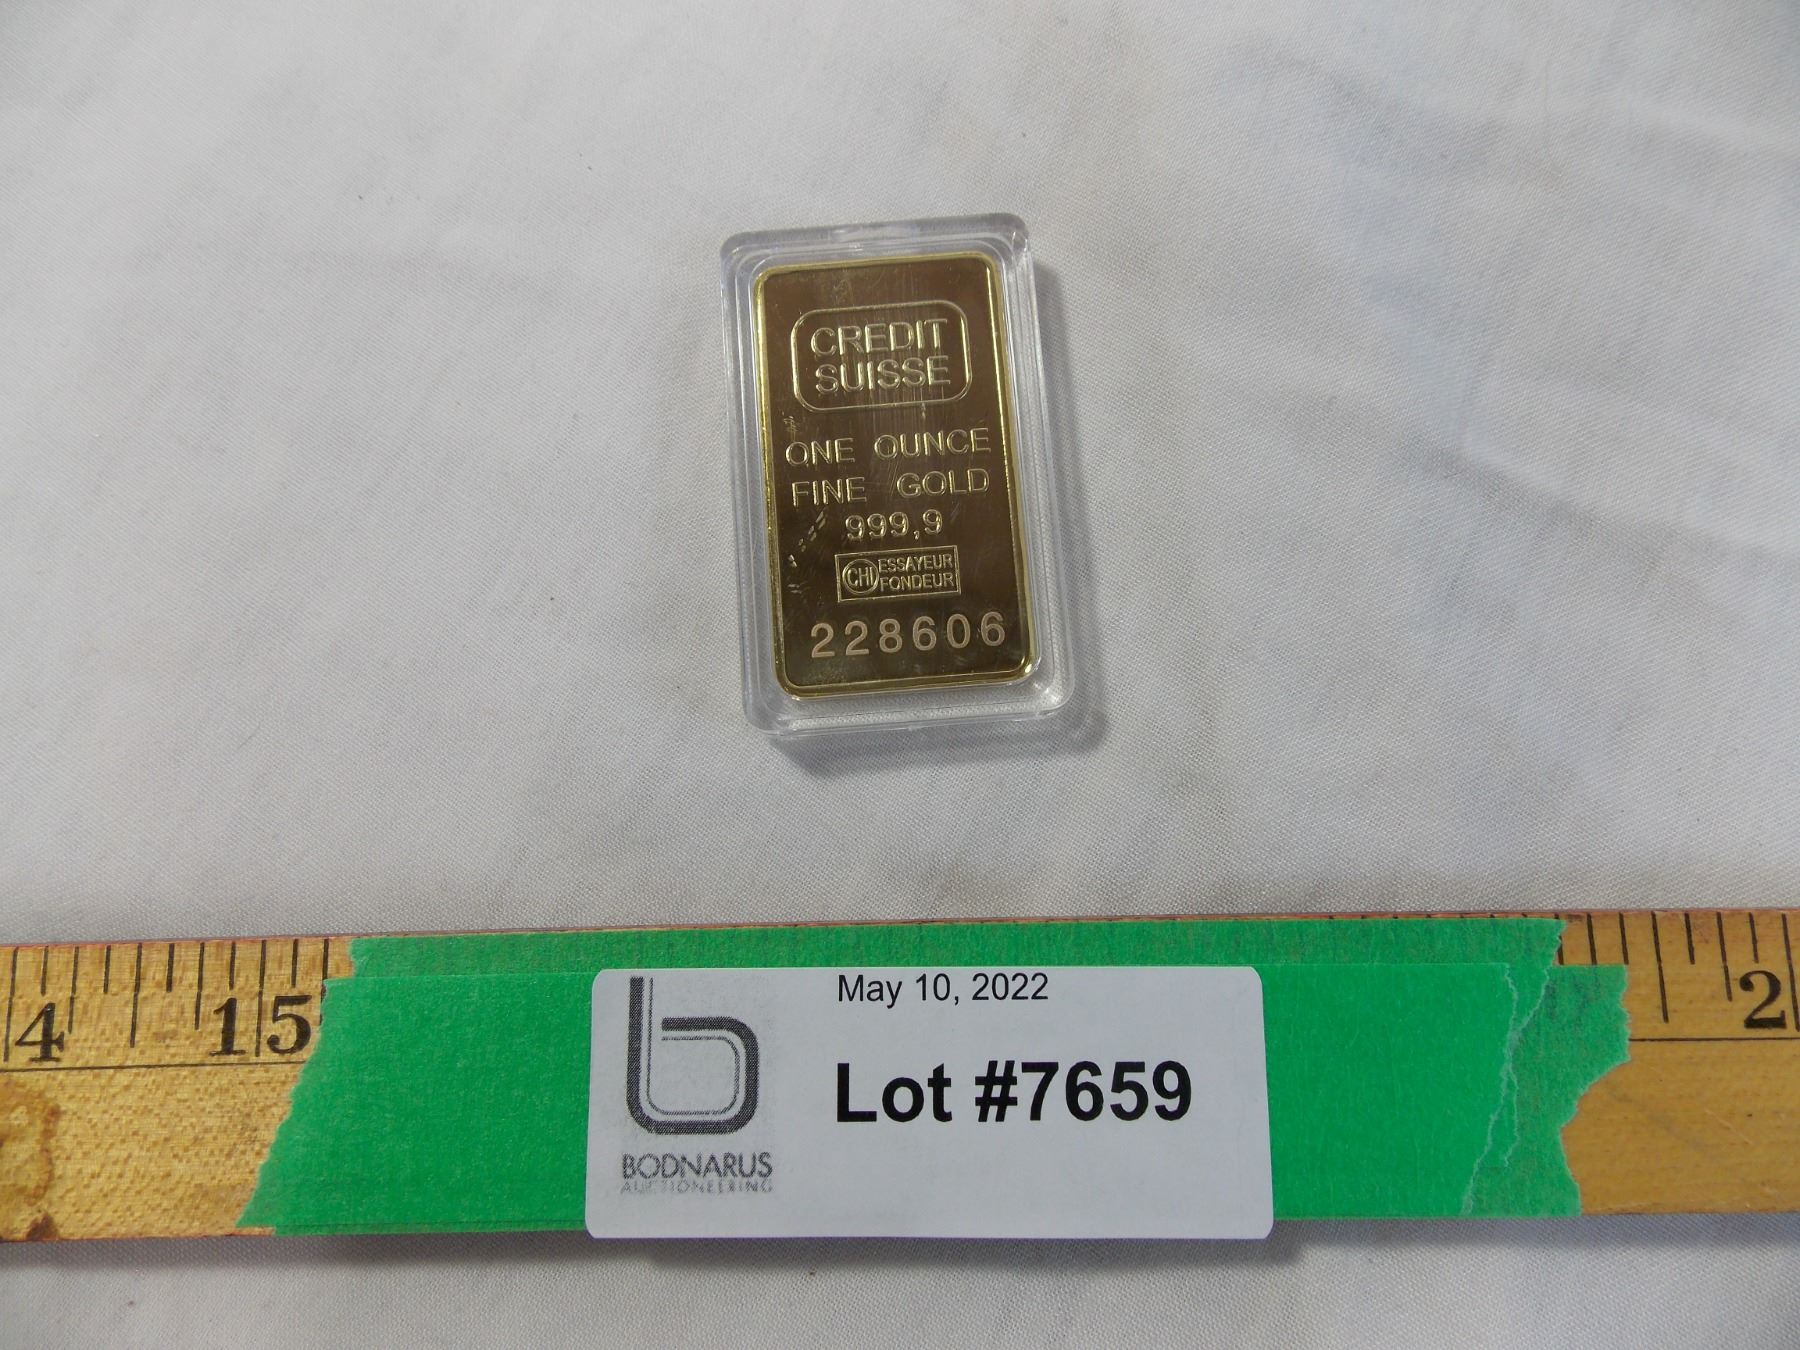 CREDIT
SUISSE
ONE OUNCE
FINE GOLD
999,9
CHI ESSAYEUR
FONDEUR
228606
4 15 2
May 10, 2022
Lot #7659
BODNARUS
AUCTIONEERING